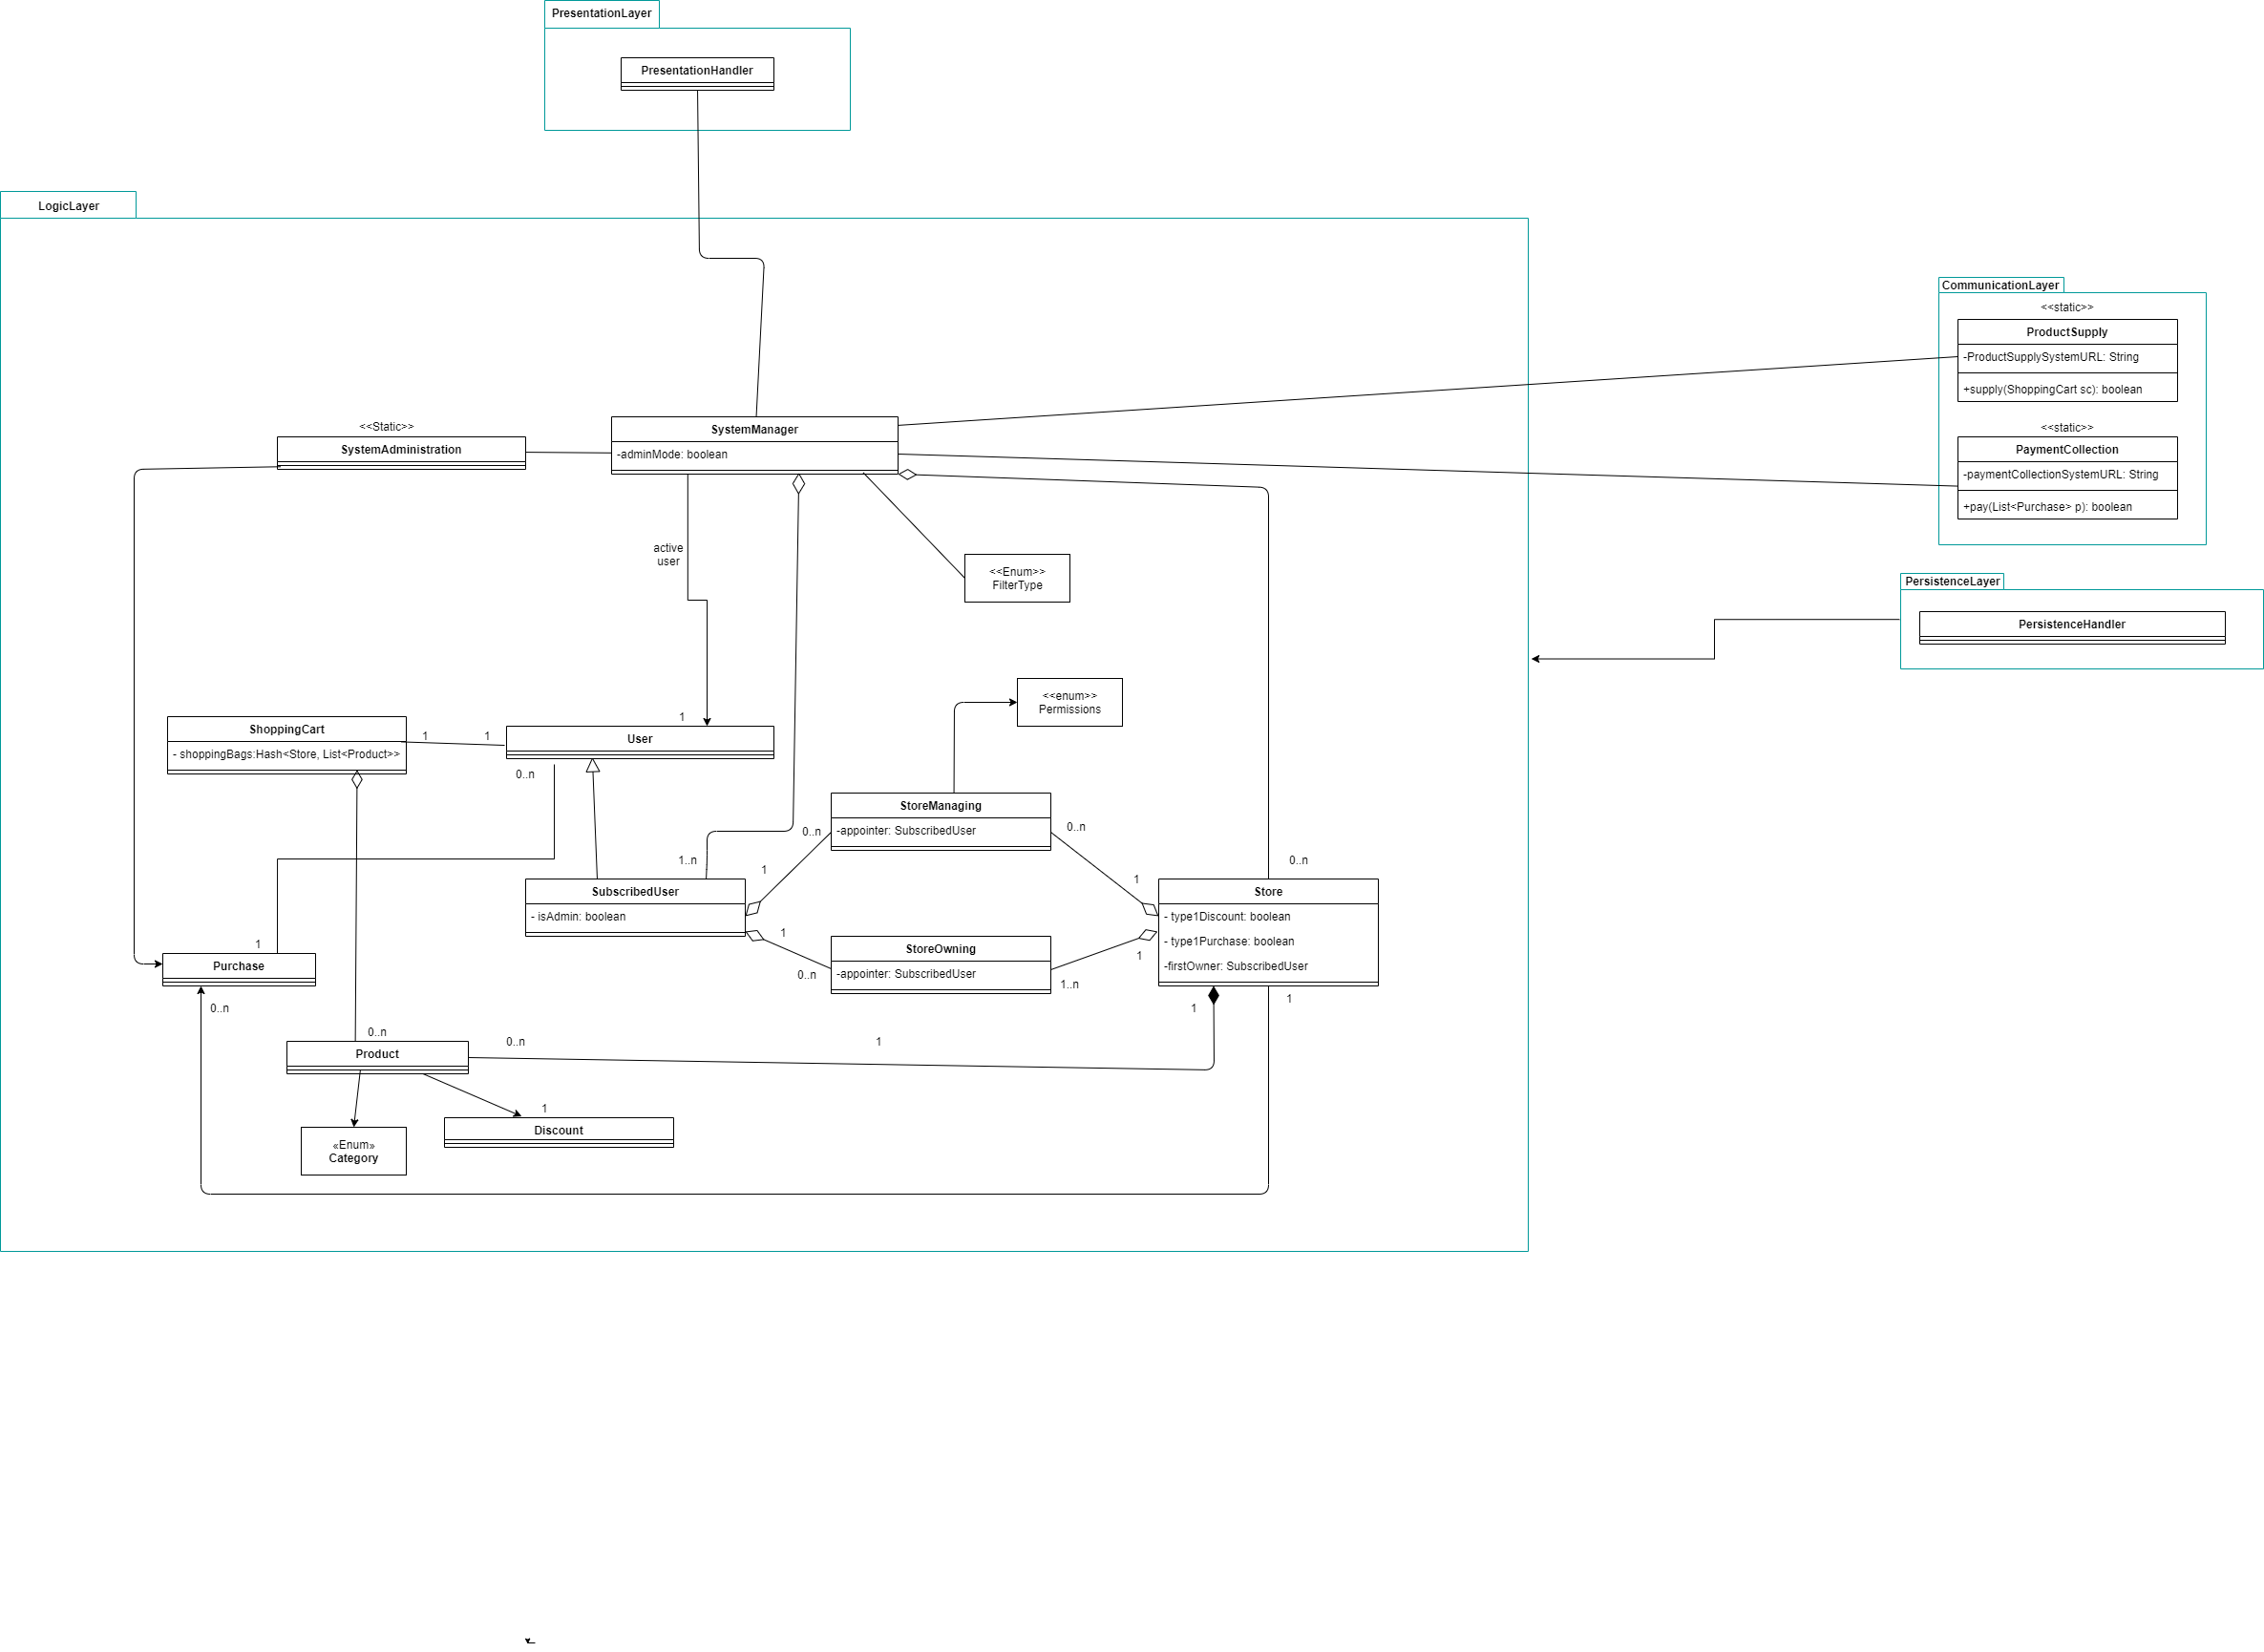 PresentationLayer
PresentationHandler
LogicLayer
CommunicationLayer
<<static>>
ProductSupply
-ProductSupplySystemURL: String
+supply(ShoppingCart sc): boolean
<<static>>
PaymentCollection
-paymentCollectionSystemURL: String
+pay(List<Purchase> p): boolean
<<Static>>
SystemAdministration
SystemManager
-adminMode: boolean
active
user
<<Enum>>
FilterType
PersistenceLayer
PersistenceHandler
<<enum>>
Permissions
ShoppingCart
- shoppingBags:Hash<Store, List<Product>>
1
1
1
User
0..n
StoreManaging
-appointer: SubscribedUser
0..n
0..n
1..n
1
1
0..n
SubscribedUser
- isAdmin: boolean
Store
- type1Discount: boolean
- type1Purchase: boolean
-firstOwner: SubscribedUser
1
0..n
StoreOwning
-appointer: SubscribedUser
1
1..n
1
Purchase
0..n
1
1
0..n
Product
0..n
1
1
Discount
«Enum»
Category